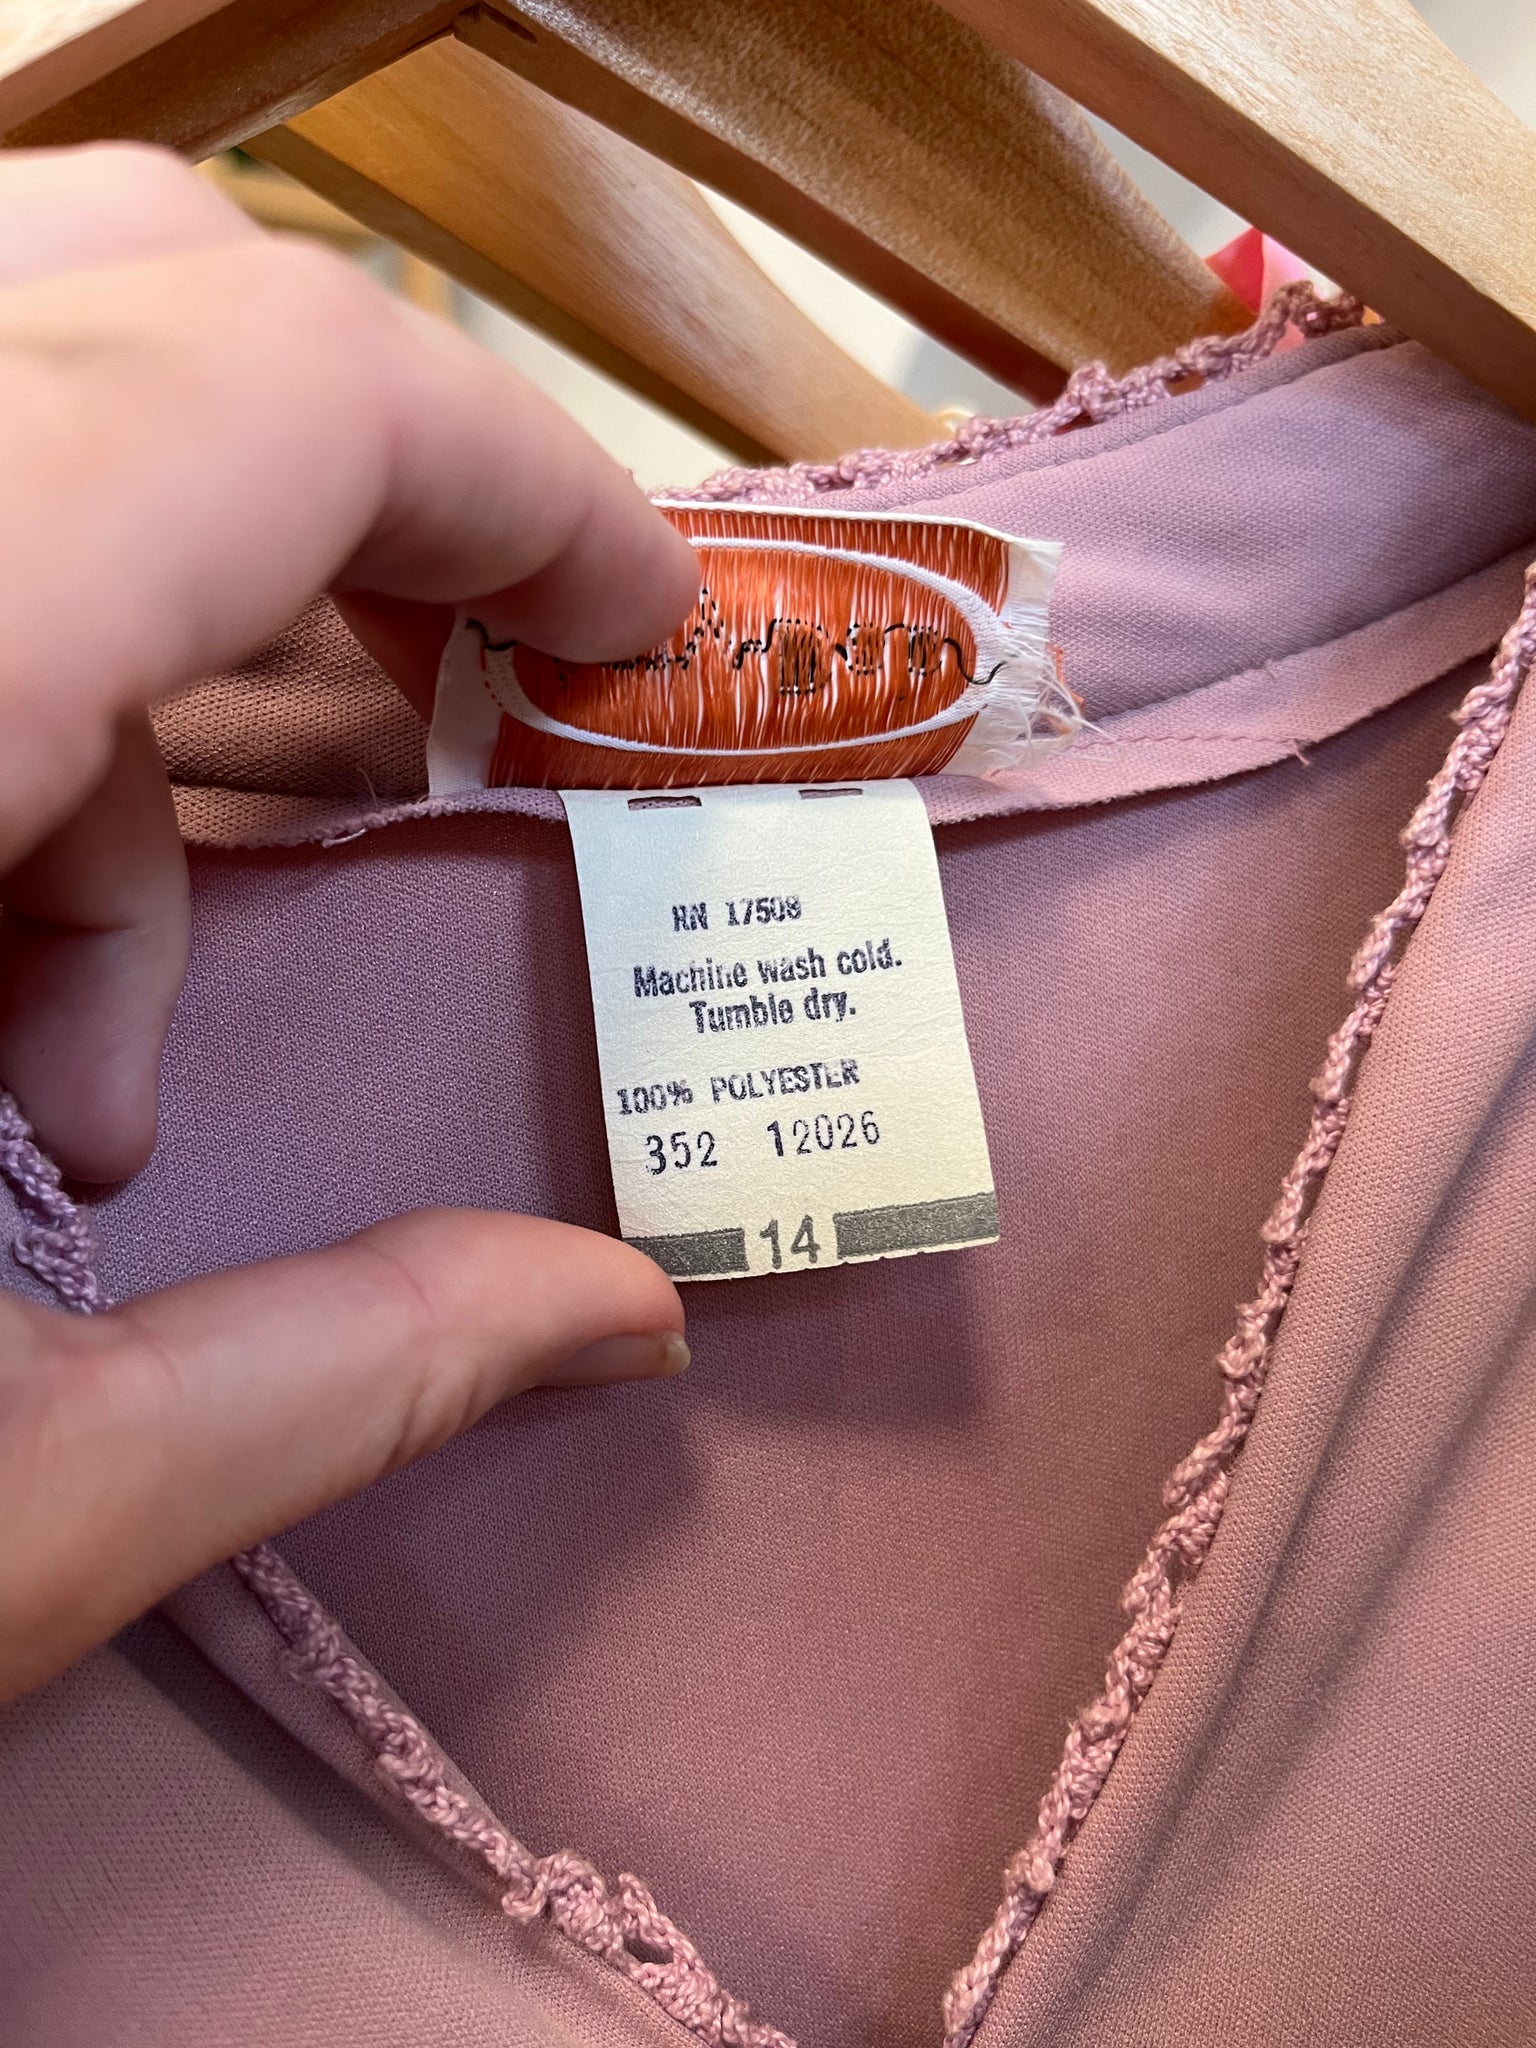 RN 17508
Machine wash cold.
Tumble dry.
100% POLYESTER
352 12026
14